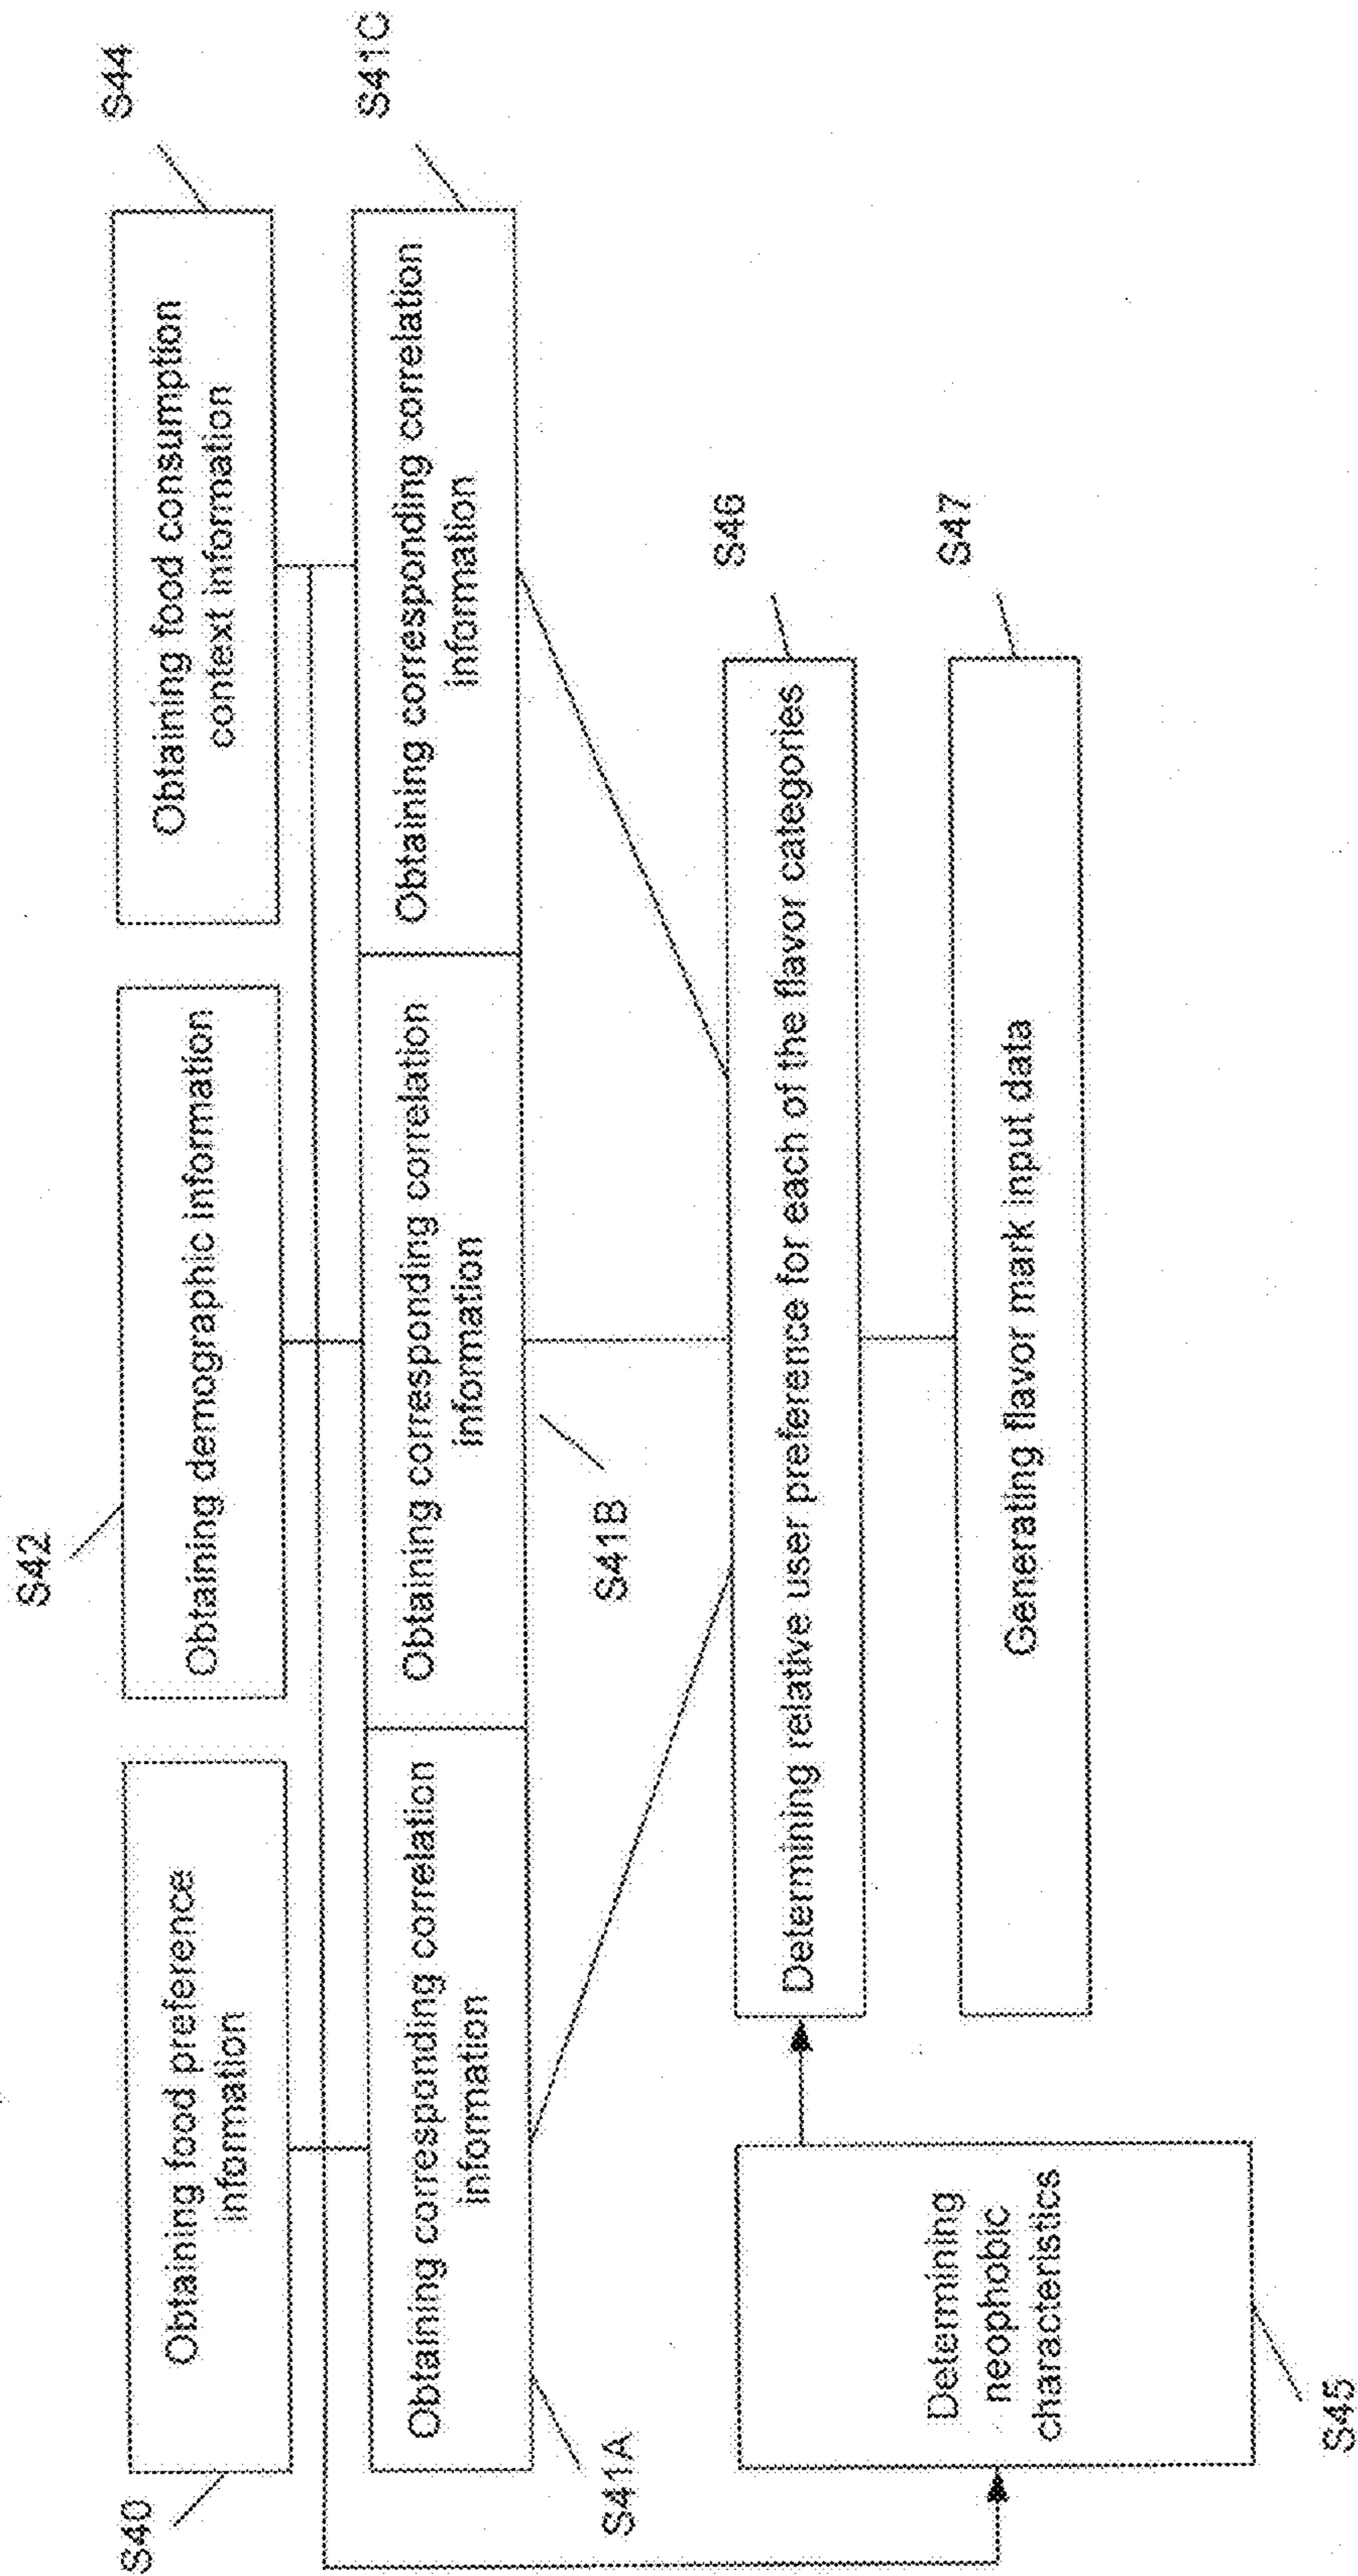 S40
Obtaining food preference
information
S42
Obtaining demographic information
S44
Obtaining food consumption
context information
S41A
Obtaining corresponding correlation
information
S41B
Obtaining corresponding correlation
information
S41C
Obtaining corresponding correlation
information
S45
Determining
neophobic
characteristics
S46
Determining relative user preference for each of the flavor categories
S47
Generating flavor mark input data